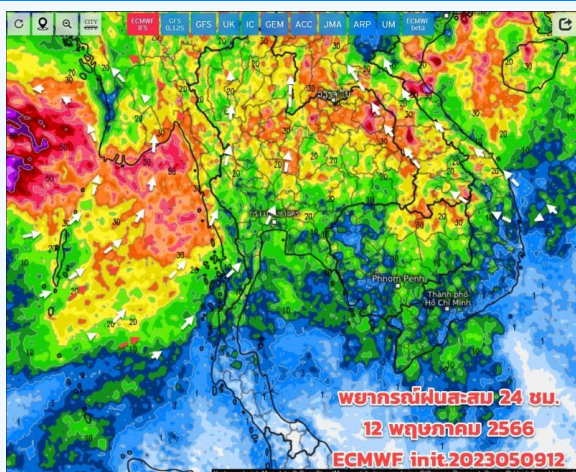 CITY
CITY
ECMWF
IFS
GFS
0.125
GFS
UK
IC
GEM
ACC
JMA
ARP
UM
ECMWF
beta
Phnom Penh
Thành phố
Hồ Chí Minh
พยากรณ์ฝนสะสม 24 ชม.
12 พฤษภาคม 2566
ECMWF init.2023050912